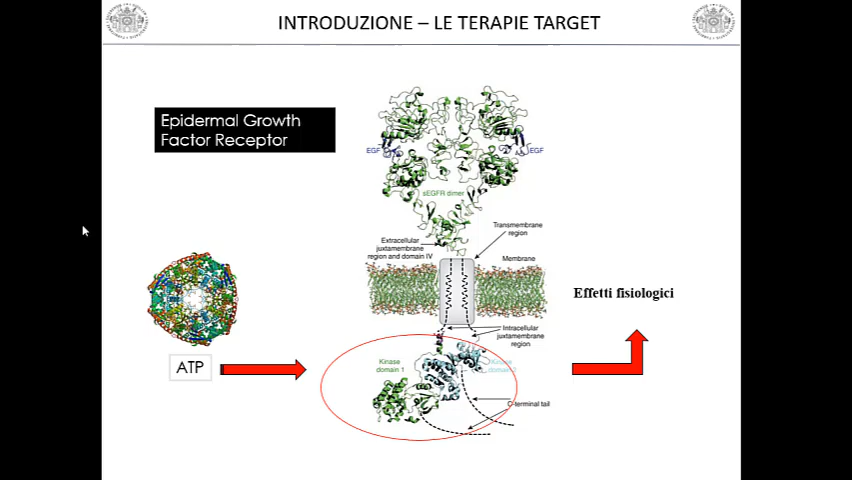 INTRODUZIONE – LE TERAPIE TARGET
Epidermal Growth
Factor Receptor
EGF
EGF
sEGFR dimer
Transmembrane
region
Extracellular
juxtamembrane
region and domain IV
Membrane
Effetti fisiologici
Intracellular
juxtamembrane
region
ATP
Kinase
domain 1
Kinase
domain 2
C-terminal tail